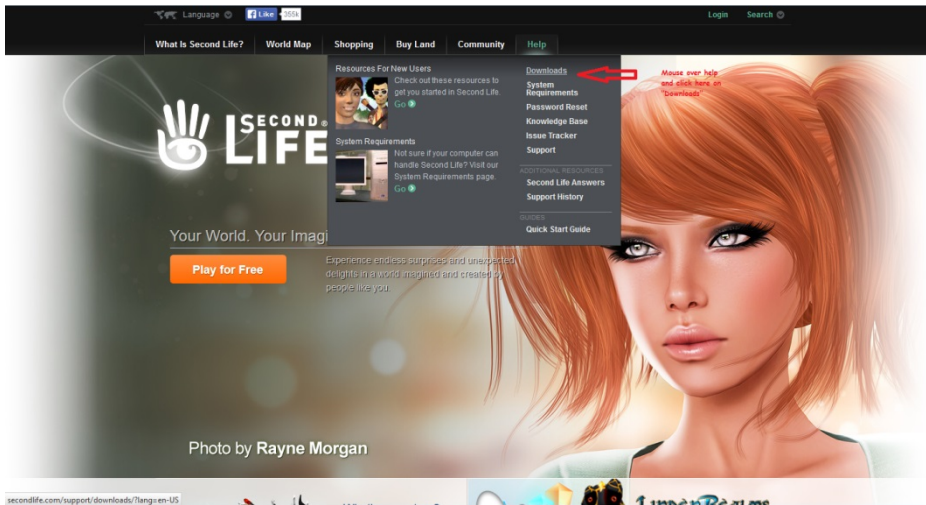 Language
Like 365k
Login
Search
What Is Second Life?
World Map
Shopping
Buy Land
Community
Help
Resources For New Users
Check out these resources to
get you started in Second Life.
Go
System Requirements
Not sure if your computer can
handle Second Life? Visit our
System Requirements page.
Go
Downloads
System
Requirements
Password Reset
Knowledge Base
Issue Tracker
Support
ADDITIONAL RESOURCES
Second Life Answers
Support History
GUIDES
Quick Start Guide
Mouse over help
and click here on
"Downloads"
SECOND
LIFE
Your World. Your Imagi
Play for Free
Experience endless surprises and unexpected
delights in a world imagined and created by
people like you.
Photo by Rayne Morgan
secondlife.com/support/downloads/?lang=en-US
Linden Realms